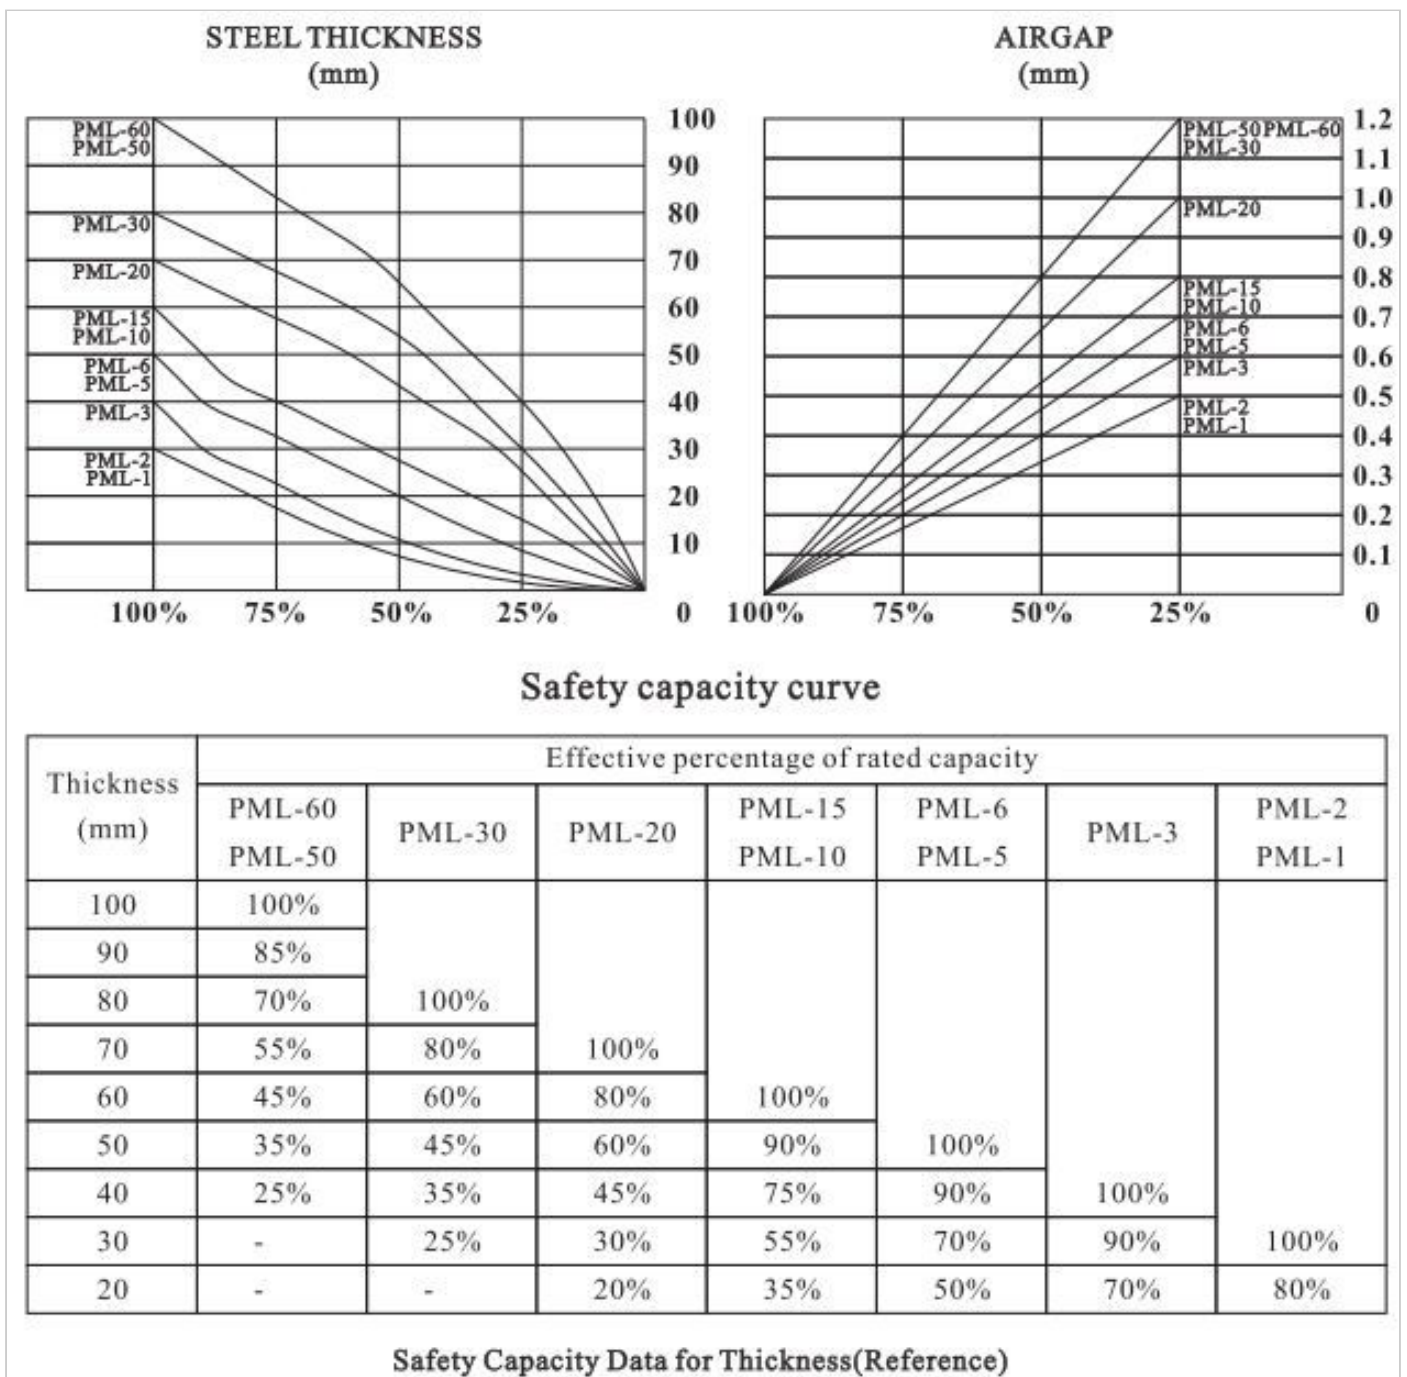 STEEL THICKNESS
(mm)
PML-60
PML-50
PML-30
PML-20
PML-15
PML-10
PML-6
PML-5
PML-3
PML-2
PML-1
100
90
80
70
60
50
40
30
20
10
100% 75% 50% 25% 0
AIRGAP
(mm)
PML-50 PML-60
PML-30
PML-20
PML-15
PML-10
PML-6
PML-5
PML-3
PML-2
PML-1
1.2
1.1
1.0
0.9
0.8
0.7
0.6
0.5
0.4
0.3
0.2
0.1
100% 75% 50% 25% 0
Safety capacity curve
Thickness
(mm)
Effective percentage of rated capacity
PML-60
PML-50
PML-30
PML-20
PML-15
PML-10
PML-6
PML-5
PML-3
PML-2
PML-1
100 100%
90 85%
80 70% 100%
70 55% 80% 100%
60 45% 60% 80% 100%
50 35% 45% 60% 90% 100%
40 25% 35% 45% 75% 90% 100%
30 - 25% 30% 55% 70% 90% 100%
20 - - 20% 35% 50% 70% 80%
Safety Capacity Data for Thickness(Reference)